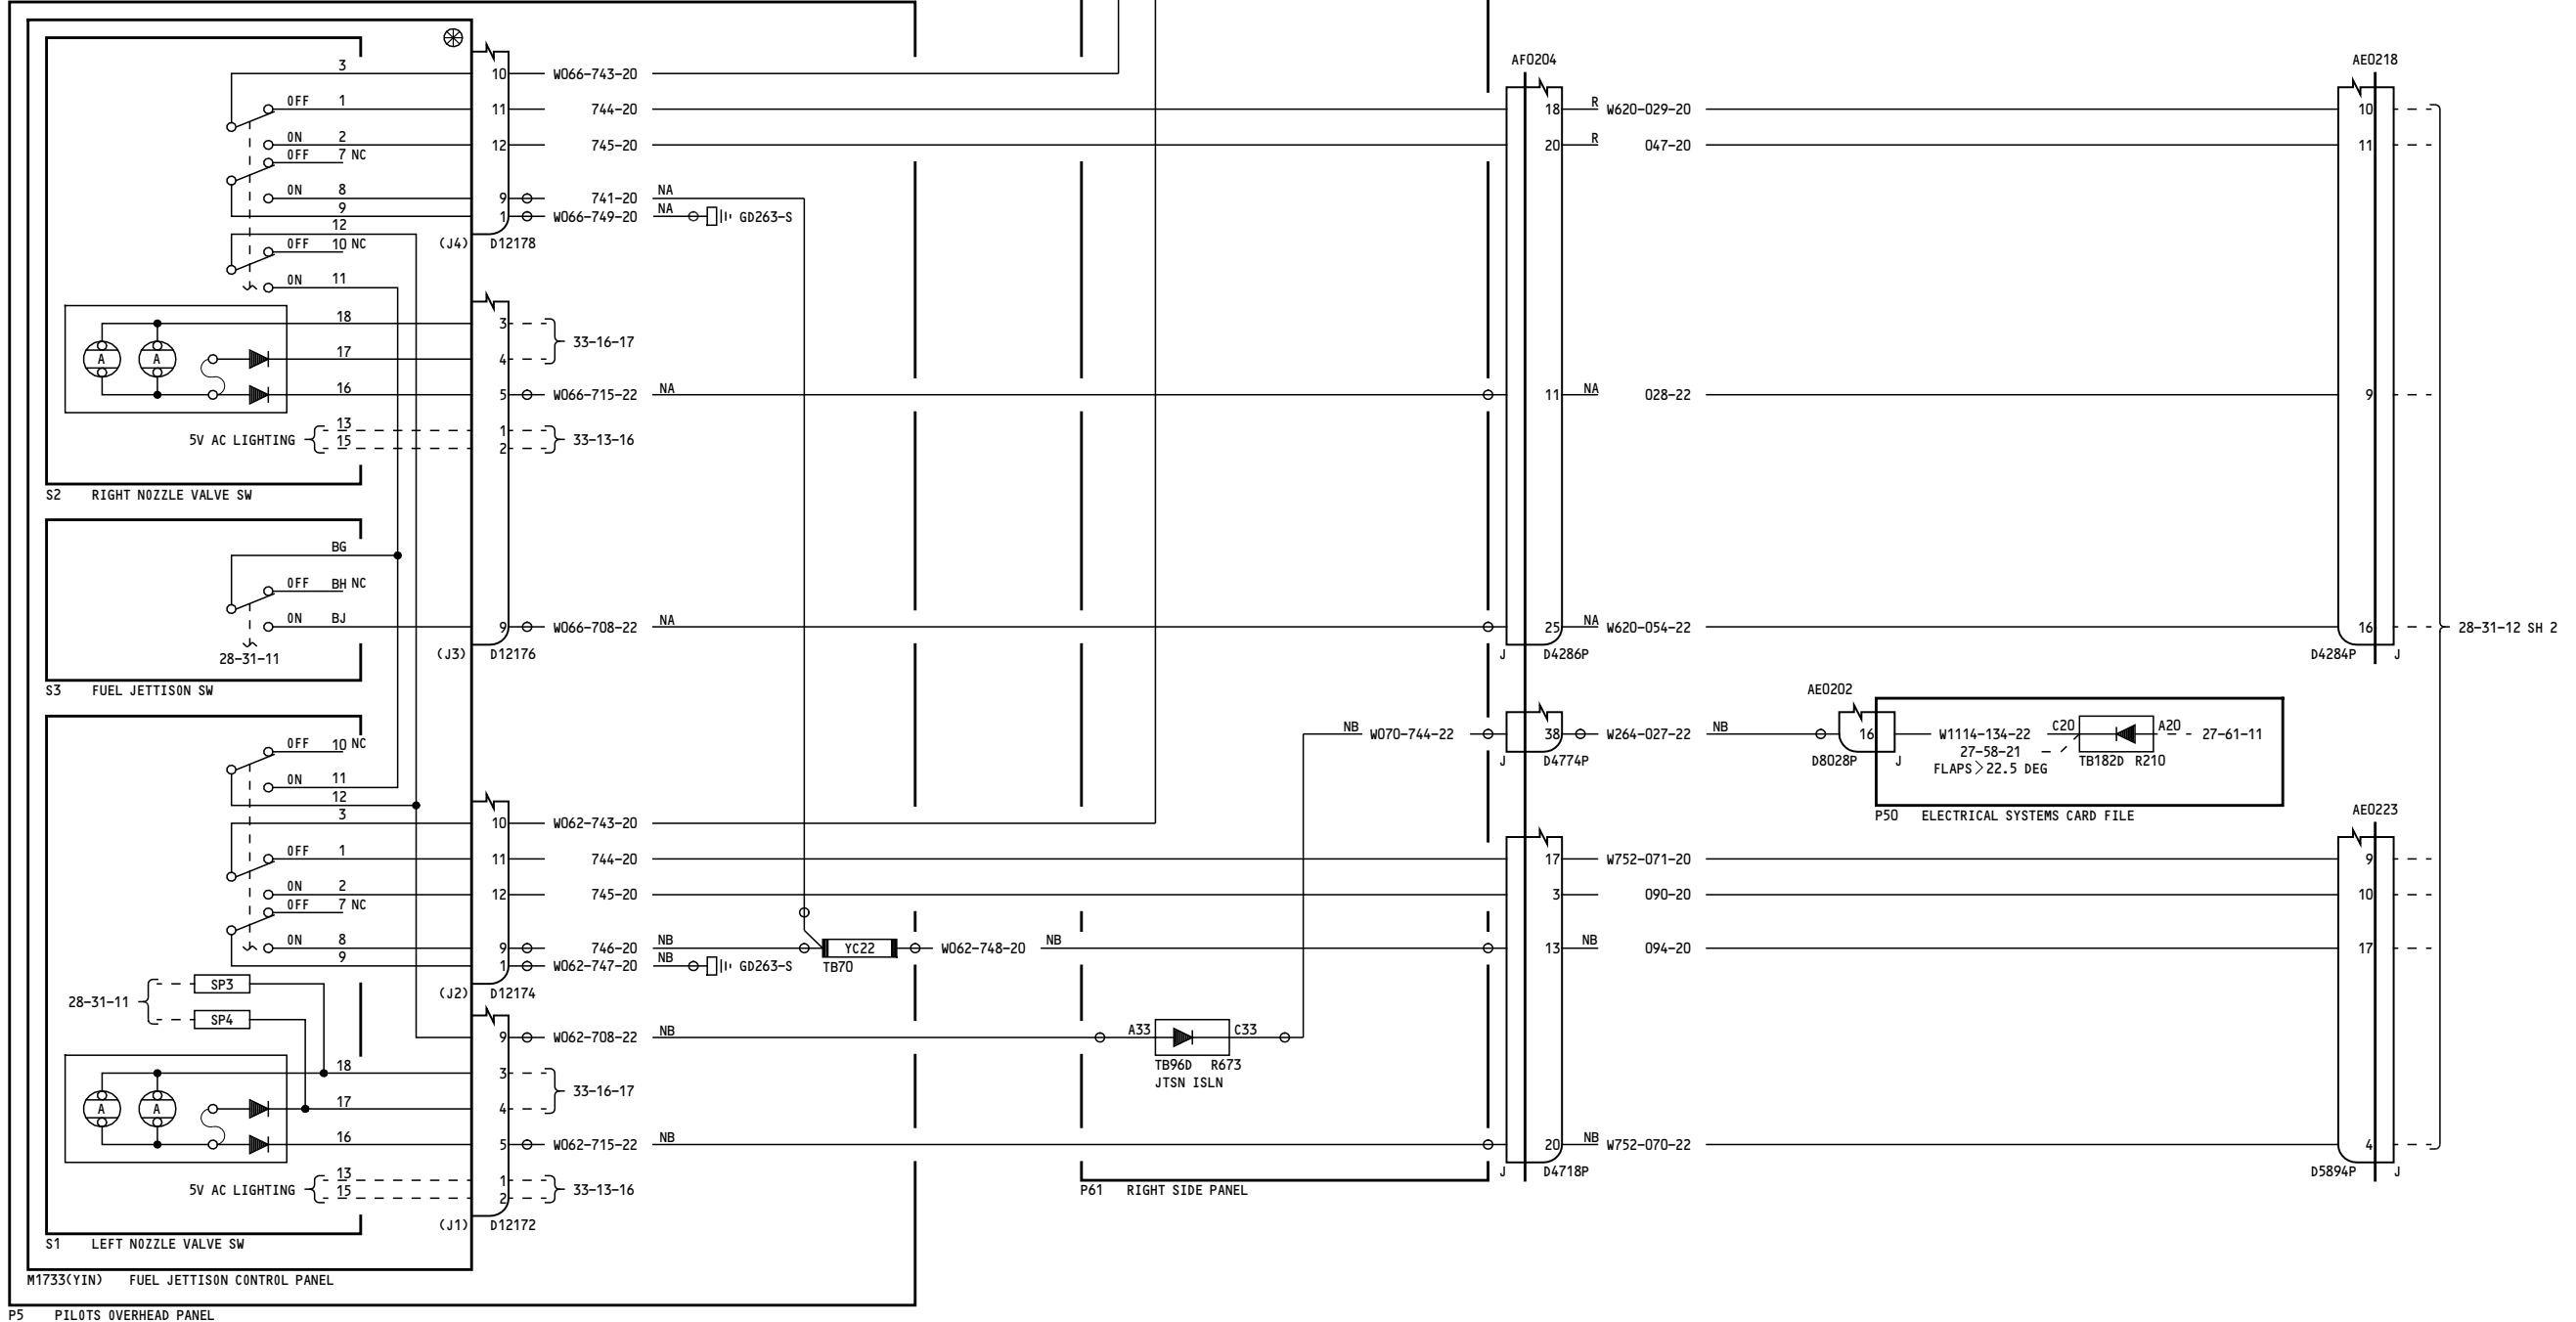 AF0204
AE0218
3
10 W066-743-20
OFF 1 11 744-20 18 R W620-029-20 10
ON 2 12 745-20 20 R 047-20 11
OFF 7 NC
ON 8 9 741-20 NA
9 1 W066-749-20 NA GD263-S
12
OFF 10 NC (J4) D12178
ON 11
18 3
33-16-17
A A 17 4
16 5 W066-715-22 NA 11 NA 028-22 9
13 1
5V AC LIGHTING 33-13-16
15 2
S2 RIGHT NOZZLE VALVE SW
BG
OFF BH NC
ON BJ 9 W066-708-22 NA 25 NA W620-054-22 16 28-31-12 SH 2
28-31-11 (J3) D12176 J D4286P D4284P J
S3 FUEL JETTISON SW
AE0202
OFF 10 NC NB W070-744-22 38 W264-027-22 NB 16 W1114-134-22 C20 A20 27-61-11
27-58-21
J D4774P D8028P J FLAPS>22.5 DEG TB182D R210
ON 11
12
P50 ELECTRICAL SYSTEMS CARD FILE AE0223
3 10 W062-743-20
OFF 1 11 744-20 17 W752-071-20 9
ON 2 12 745-20 3 090-20 10
OFF 7 NC
ON 8 9 746-20 NB YC22 W062-748-20 NB 13 NB 094-20 17
9 1 W062-747-20 NB GD263-S TB70
SP3 (J2) D12174
28-31-11
SP4
9 W062-708-22 NB A33 C33
TB96D R673
JTSN ISLN
18 3
33-16-17
A A 17 4
16 5 W062-715-22 NB 20 NB W752-070-22 4
J D4718P D5894P J
13 1
5V AC LIGHTING 33-13-16
15 2
P61 RIGHT SIDE PANEL
(J1) D12172
S1 LEFT NOZZLE VALVE SW
M1733(YIN) FUEL JETTISON CONTROL PANEL
P5 PILOTS OVERHEAD PANEL